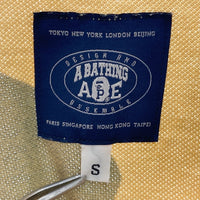 TOKYO NEW YORK LONDON BEIJING
DESIGN AND
A BATHING
APE
ASSEMBLE
PARIS SINGAPORE HONG KONG TAIPEI
S